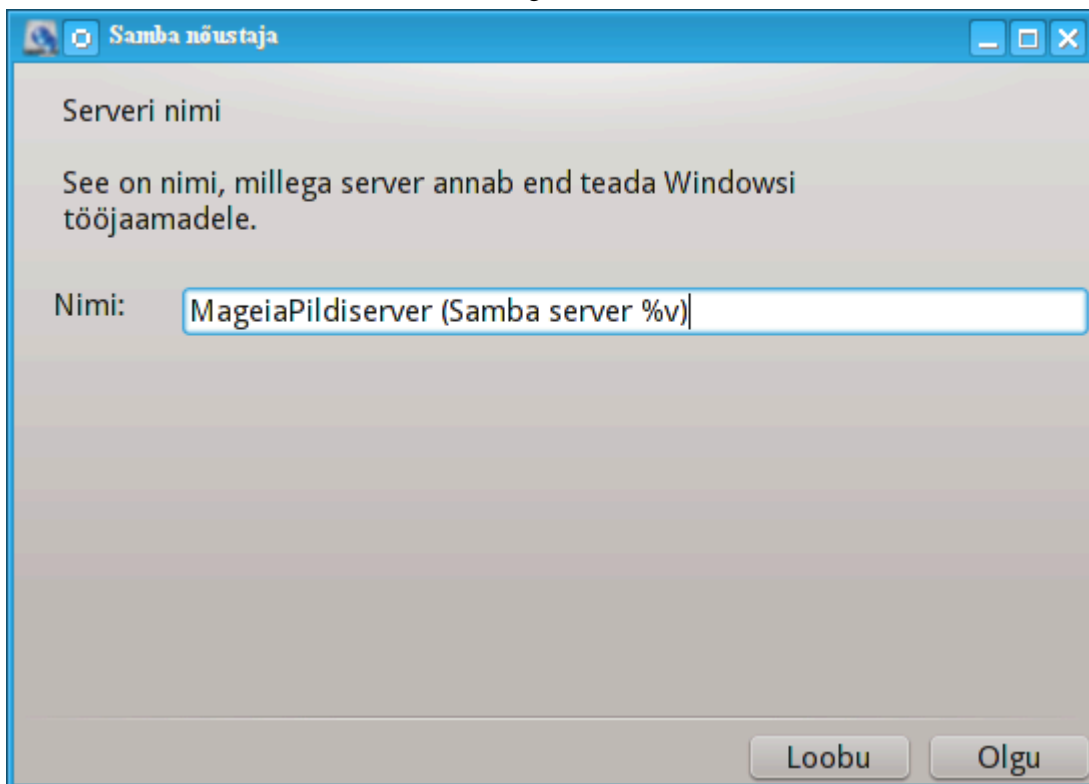 Samba nõustaja
Serveri nimi
See on nimi, millega server annab end teada Windowsi
tööjaamadele.
Nimi: MageiaPildiserver (Samba server %v)
Loobu Olgu